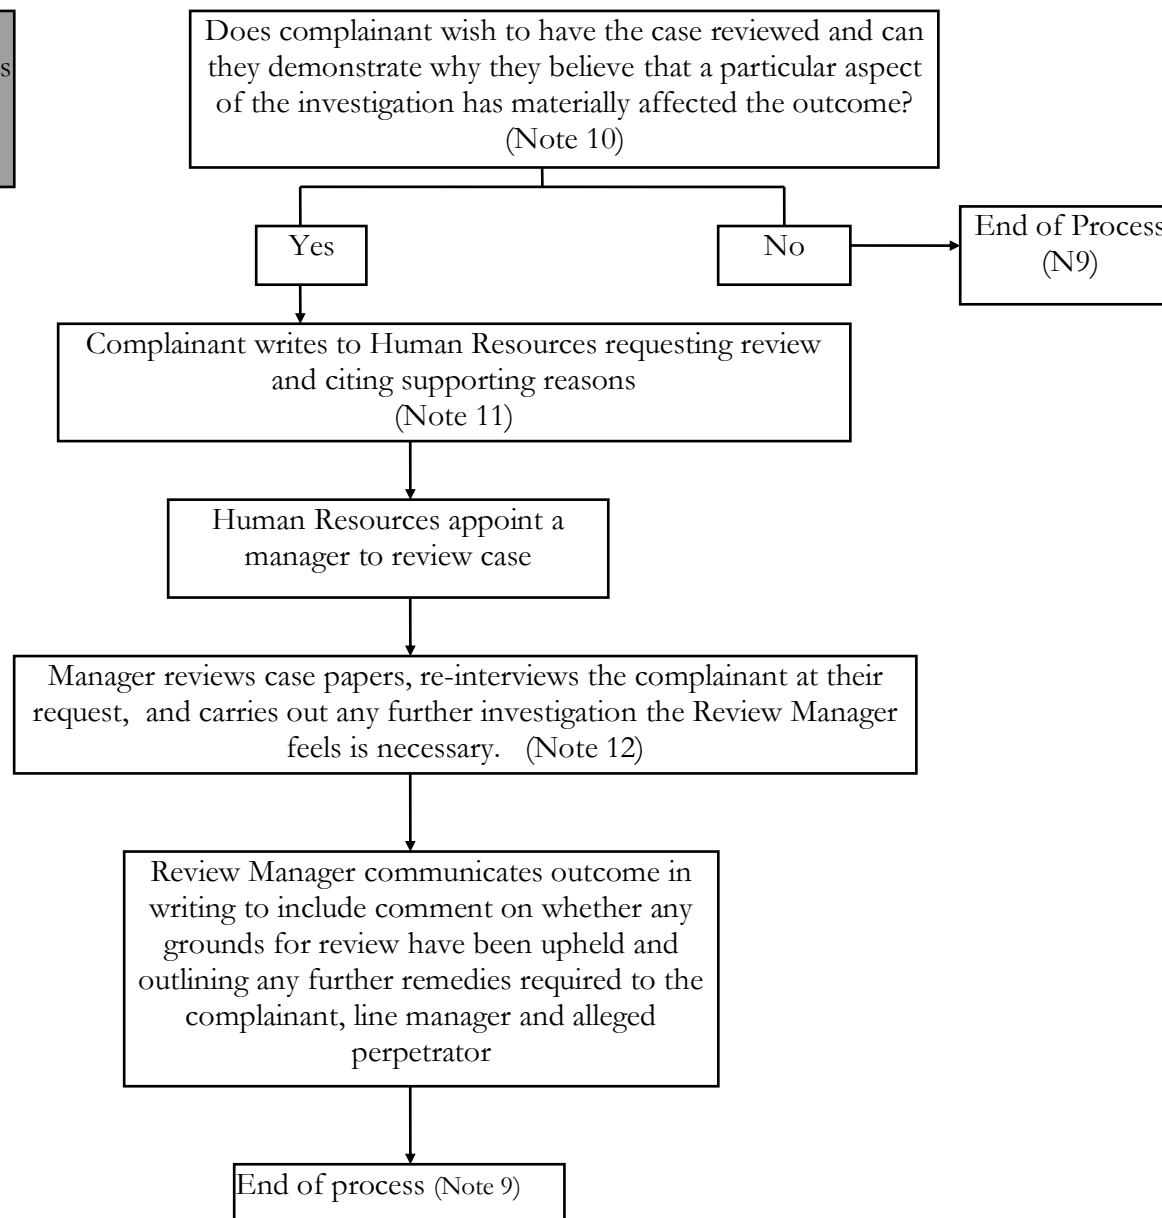 s
Does complainant wish to have the case reviewed and can
they demonstrate why they believe that a particular aspect
of the investigation has materially affected the outcome?
(Note 10)
Yes
No
End of Process
(N9)
Complainant writes to Human Resources requesting review
and citing supporting reasons
(Note 11)
Human Resources appoint a
manager to review case
Manager reviews case papers, re-interviews the complainant at their
request, and carries out any further investigation the Review Manager
feels is necessary. (Note 12)
Review Manager communicates outcome in
writing to include comment on whether any
grounds for review have been upheld and
outlining any further remedies required to the
complainant, line manager and alleged
perpetrator
End of process (Note 9)